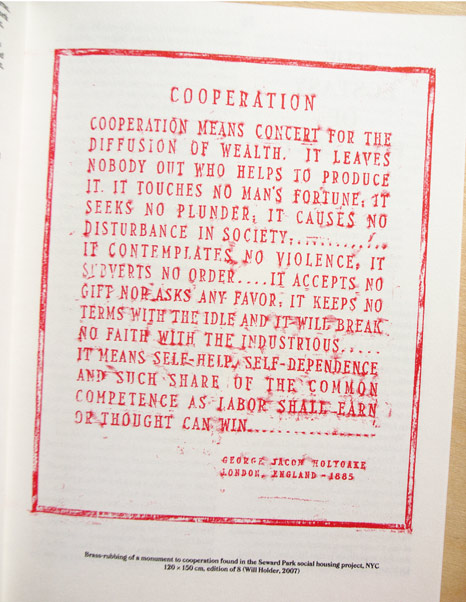 COOPERATION
COOPERATION MEANS CONCERT FOR THE
DIFFUSION OF WEALTH. IT LEAVES
NOBODY OUT WHO HELPS TO PRODUCE
IT. IT TOUCHES NO MAN'S FORTUNE; IT
SEEKS NO PLUNDER; IT CAUSES NO
DISTURBANCE IN SOCIETY;...........
IT CONTEMPLATES NO VIOLENCE; IT
SUBVERTS NO ORDER....IT ACCEPTS NO
GIFT NOR ASKS ANY FAVOR; IT KEEPS NO
TERMS WITH THE IDLE AND IT WILL BREAK
NO FAITH WITH THE INDUSTRIOUS.....
IT MEANS SELF-HELP, SELF-DEPENDENCE
AND SUCH SHARE OF THE COMMON
COMPETENCE AS LABOR SHALL EARN
OR THOUGHT CAN WIN..................
GEORGE JACOB HOLYOAKE
LONDON, ENGLAND - 1885
Brass-rubbing of a monument to cooperation found in the Seward Park social housing project, NYC
120 × 150 cm, edition of 8 (Will Holder, 2007)